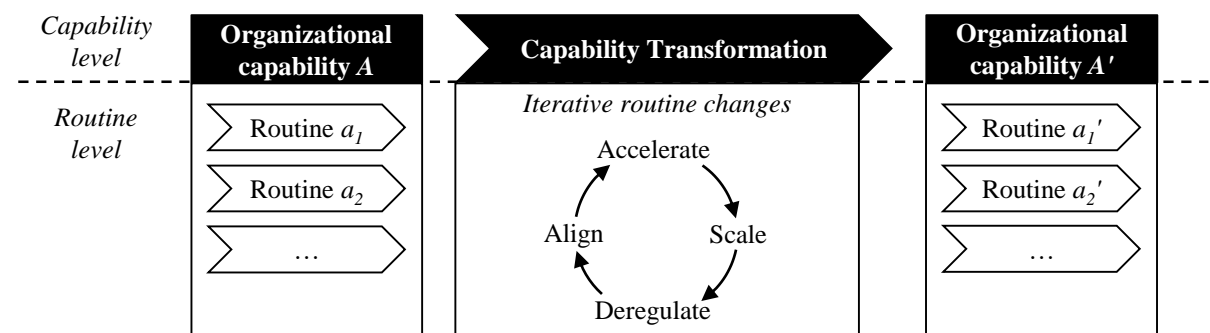 Capability
level
Organizational
capability A
Capability Transformation
Organizational
capability A'
Routine
level
Routine a1
Routine a2
…
Iterative routine changes
Accelerate
Align
Scale
Deregulate
Routine a1'
Routine a2'
…